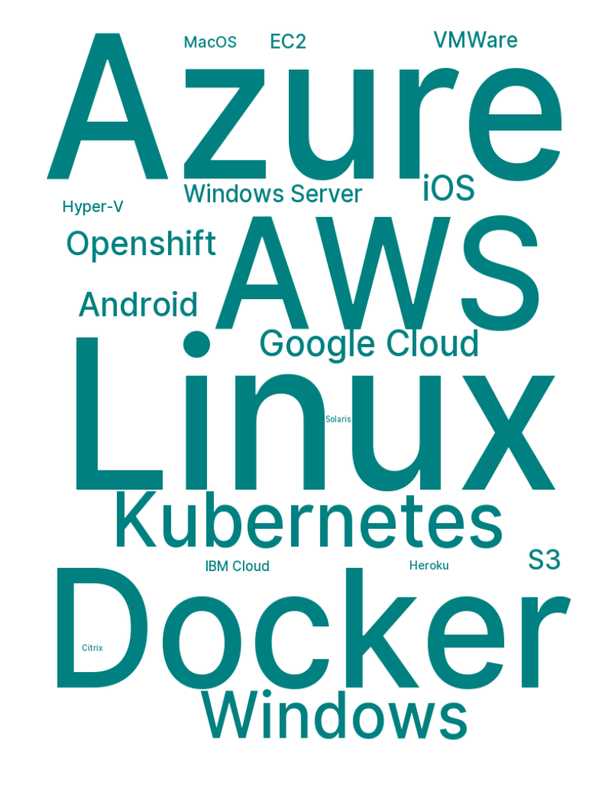 MacOS
EC2
VMWare
Azure
Windows Server
iOS
Hyper-V
Openshift
AWS
Android
Google Cloud
Linux
Solaris
Kubernetes
IBM Cloud
Heroku
S3
Docker
Citrix
Windows